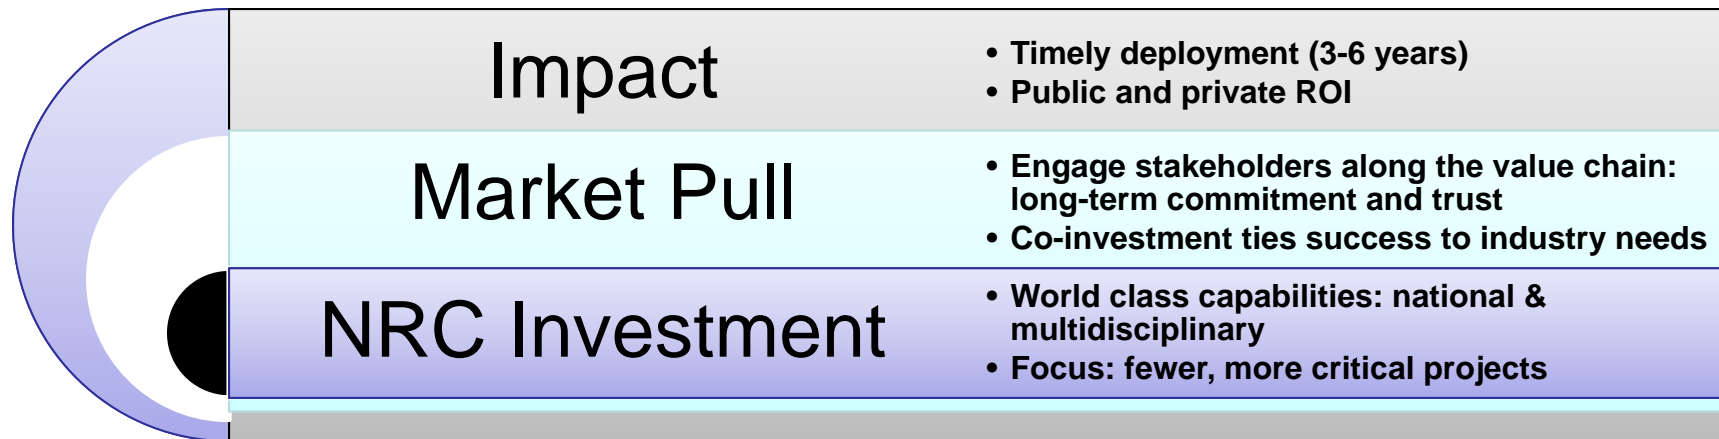 Impact
• Timely deployment (3-6 years)
• Public and private ROI
Market Pull
• Engage stakeholders along the value chain:
long-term commitment and trust
• Co-investment ties success to industry needs
NRC Investment
• World class capabilities: national &
multidisciplinary
• Focus: fewer, more critical projects